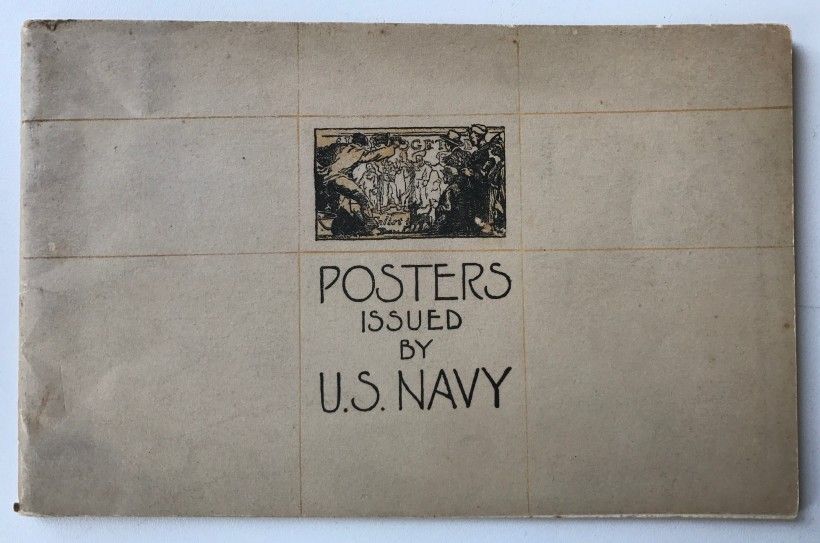 POSTERS
ISSUED
BY
U.S. NAVY